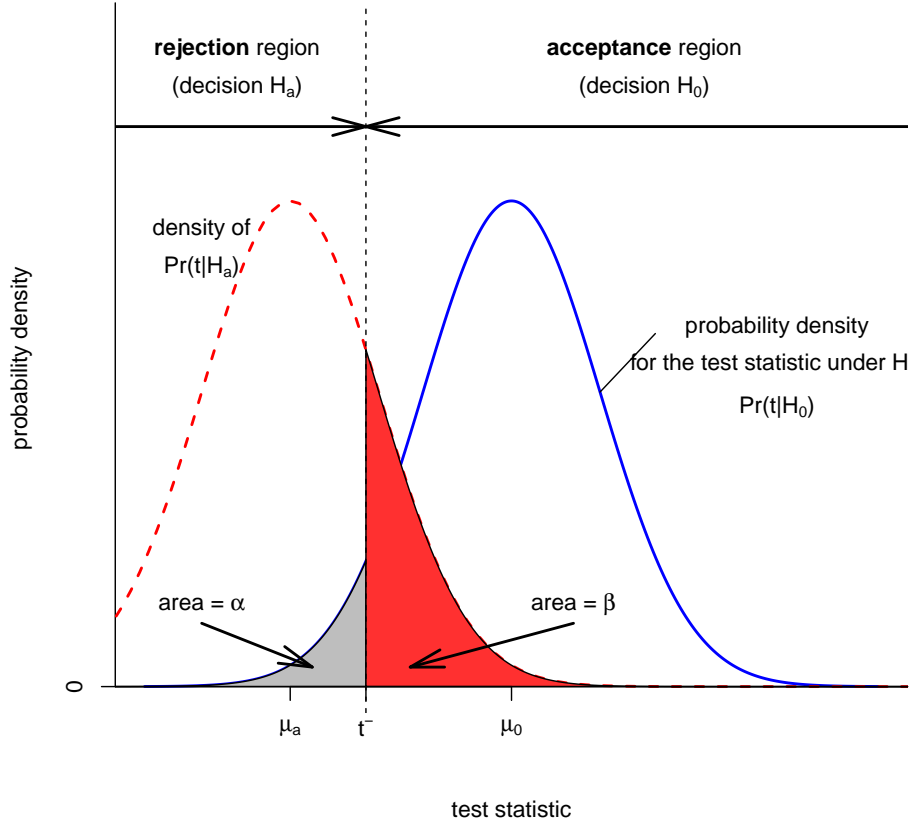 rejection region
(decision Hₐ)
acceptance region
(decision H₀)
density of
Pr(t|Hₐ)
probability density
for the test statistic under H
Pr(t|H₀)
area = α
area = β
probability density
0
μₐ
t⁻
μ₀
test statistic